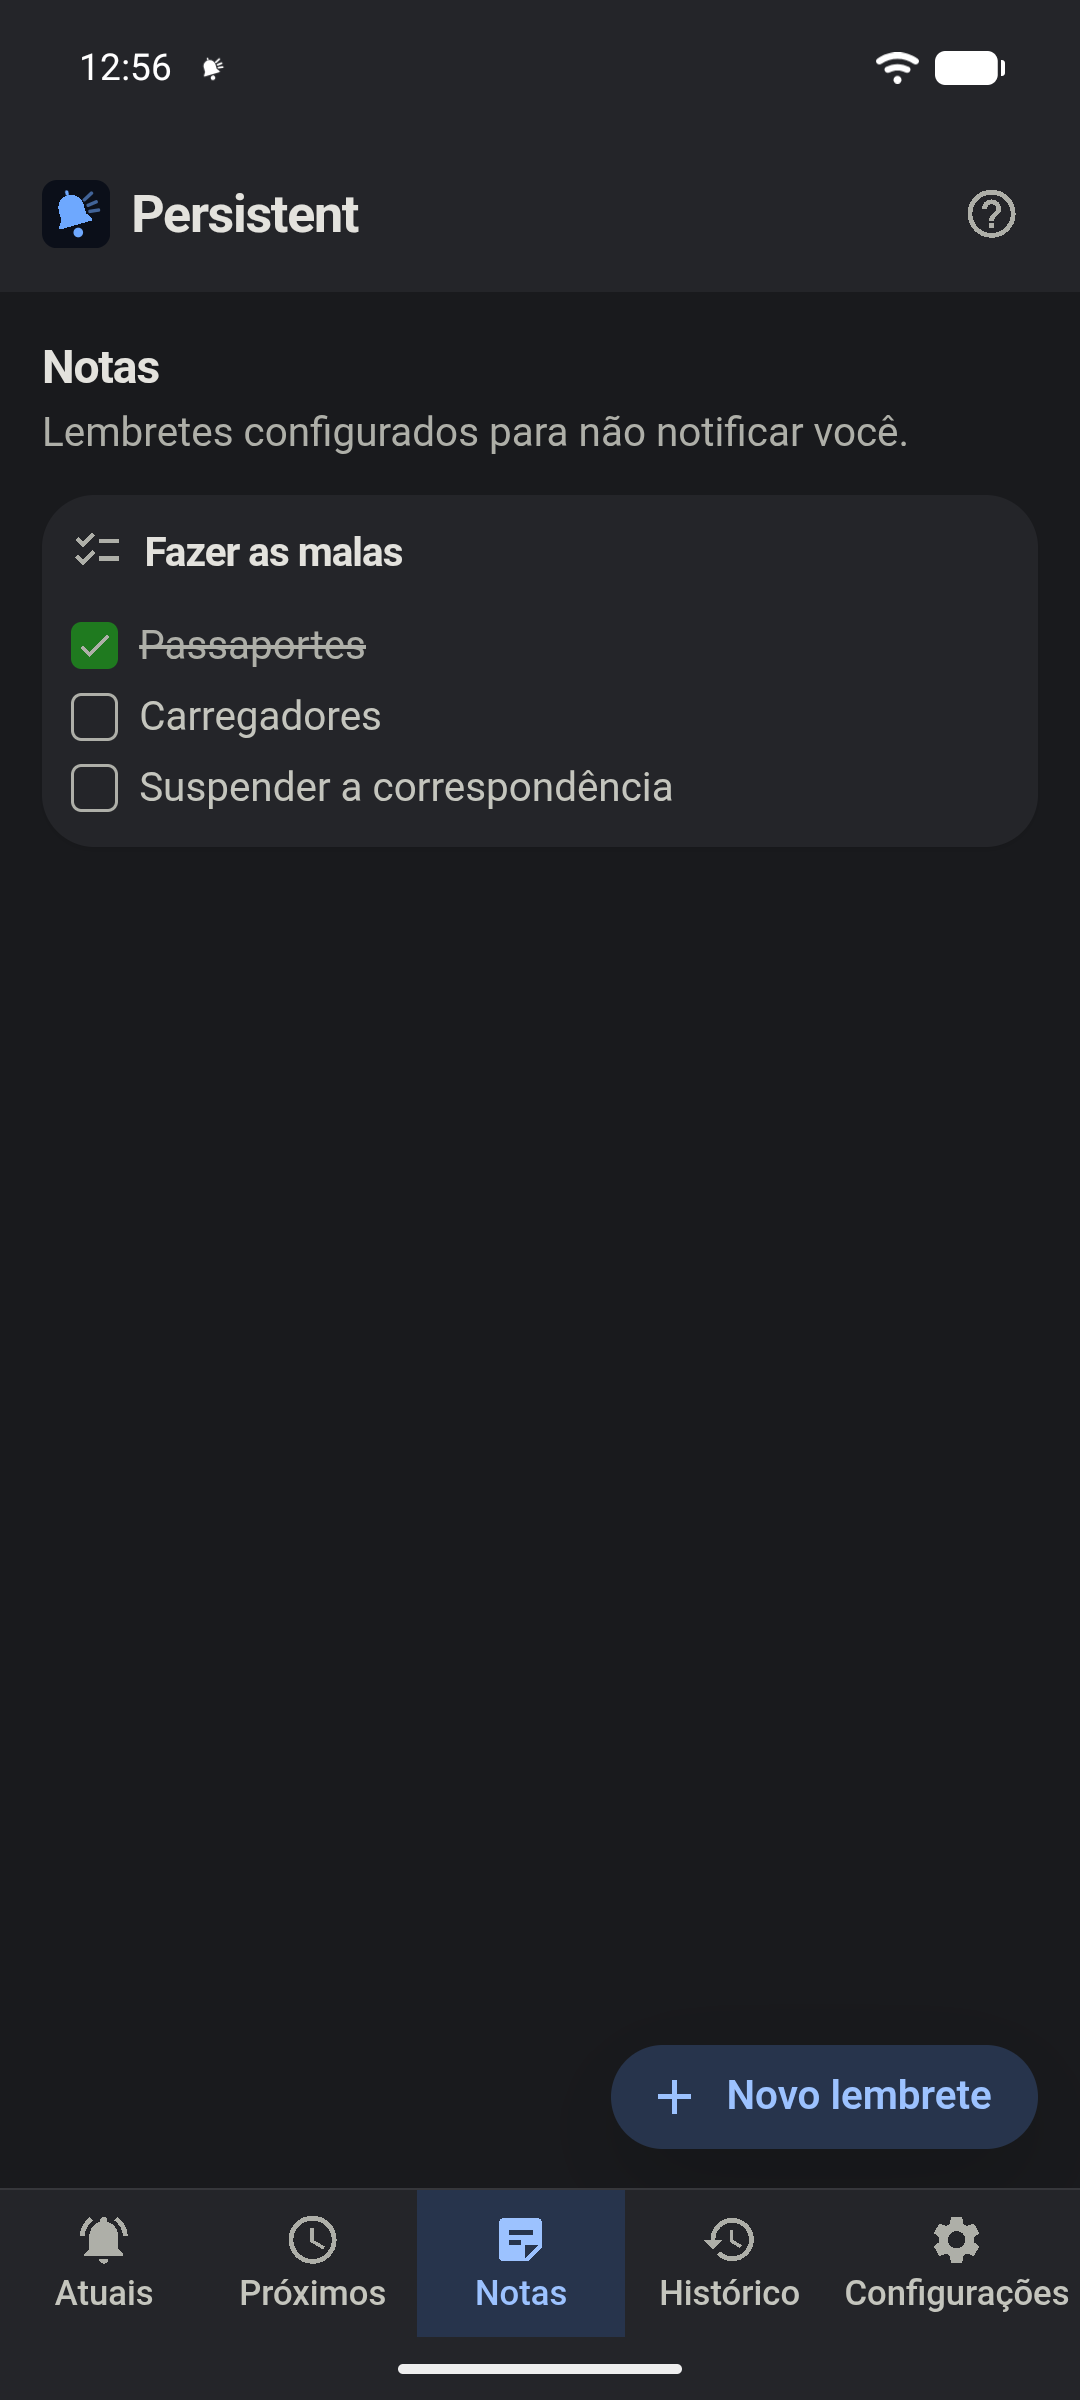 12:56
Persistent
Notas
Lembretes configurados para não notificar você.
Fazer as malas
Passaportes
Carregadores
Suspender a correspondência
Novo lembrete
Atuais
Próximos
Notas
Histórico
Configurações